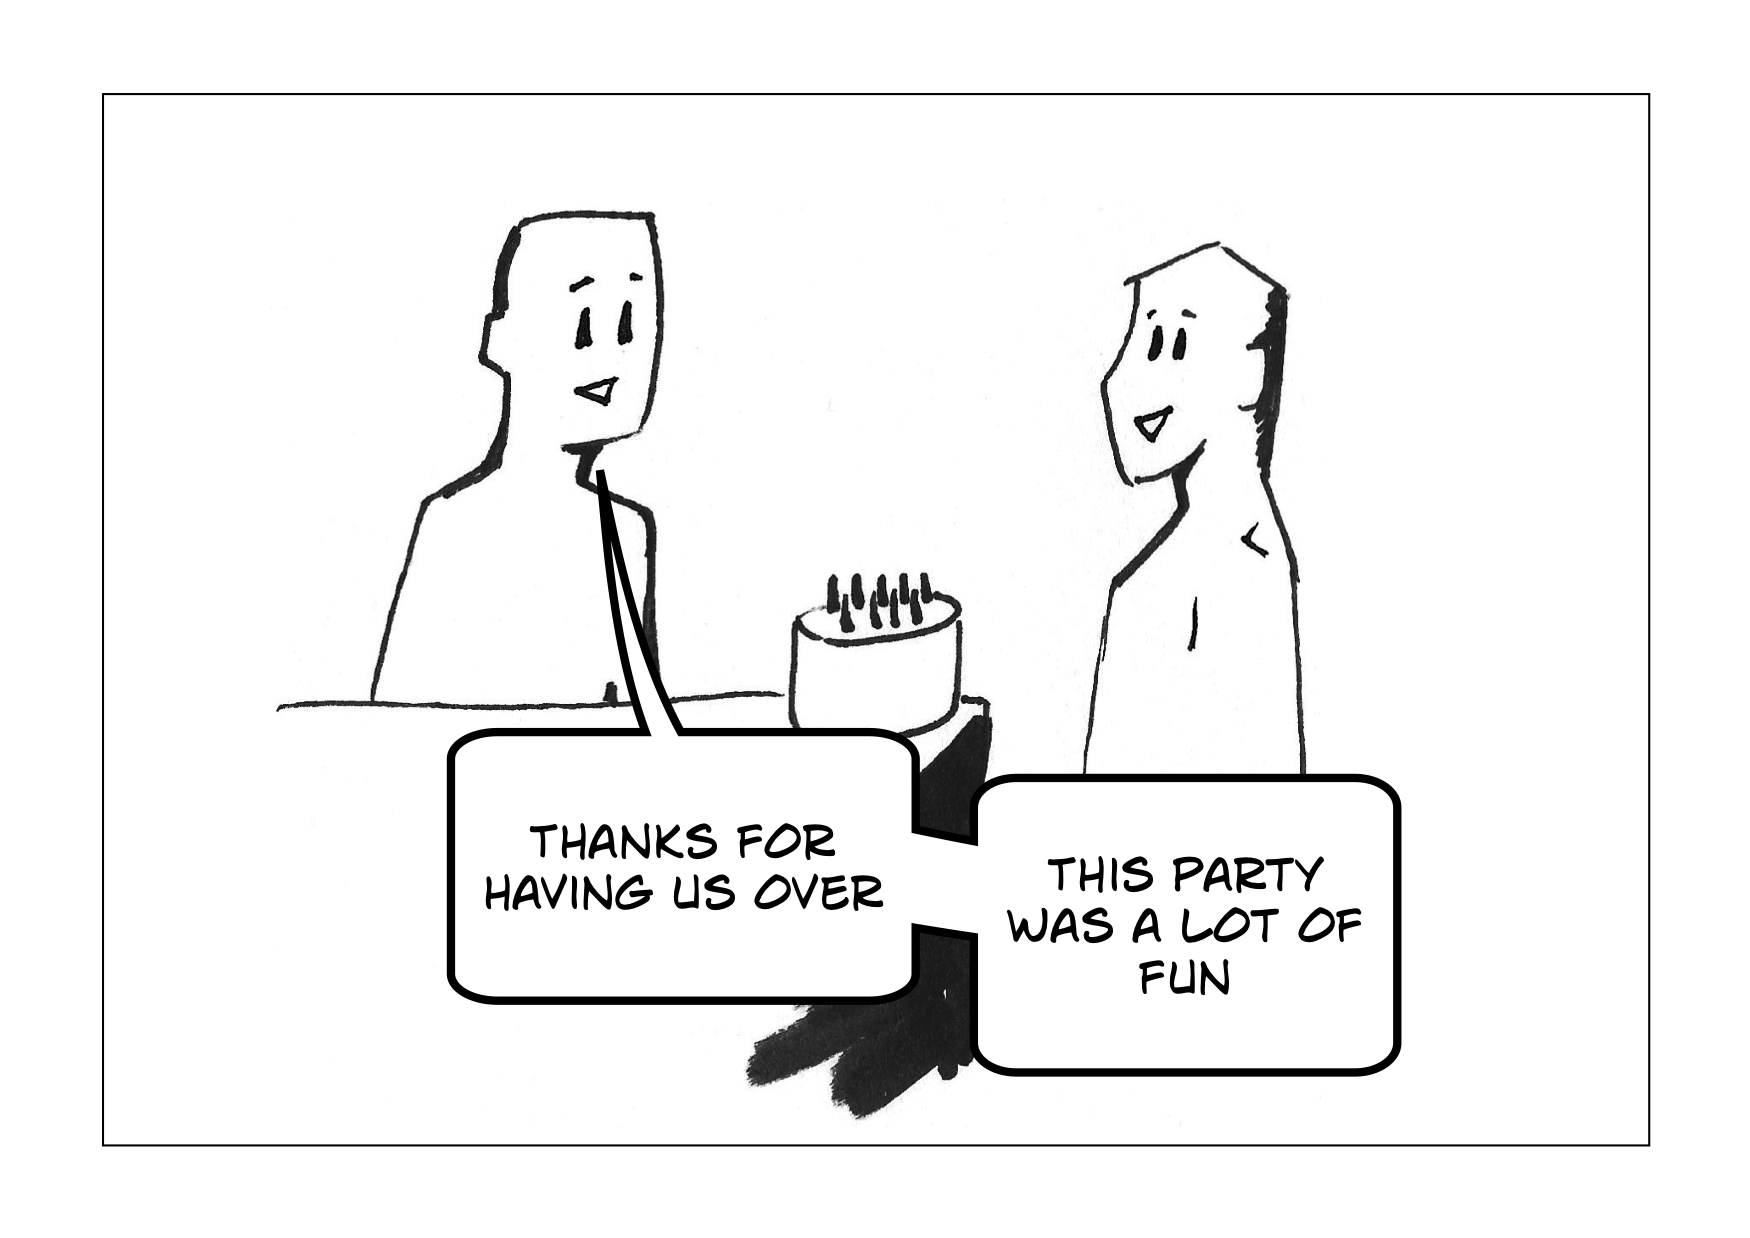 THANKS FOR
HAVING US OVER
THIS PARTY
WAS A LOT OF
FUN